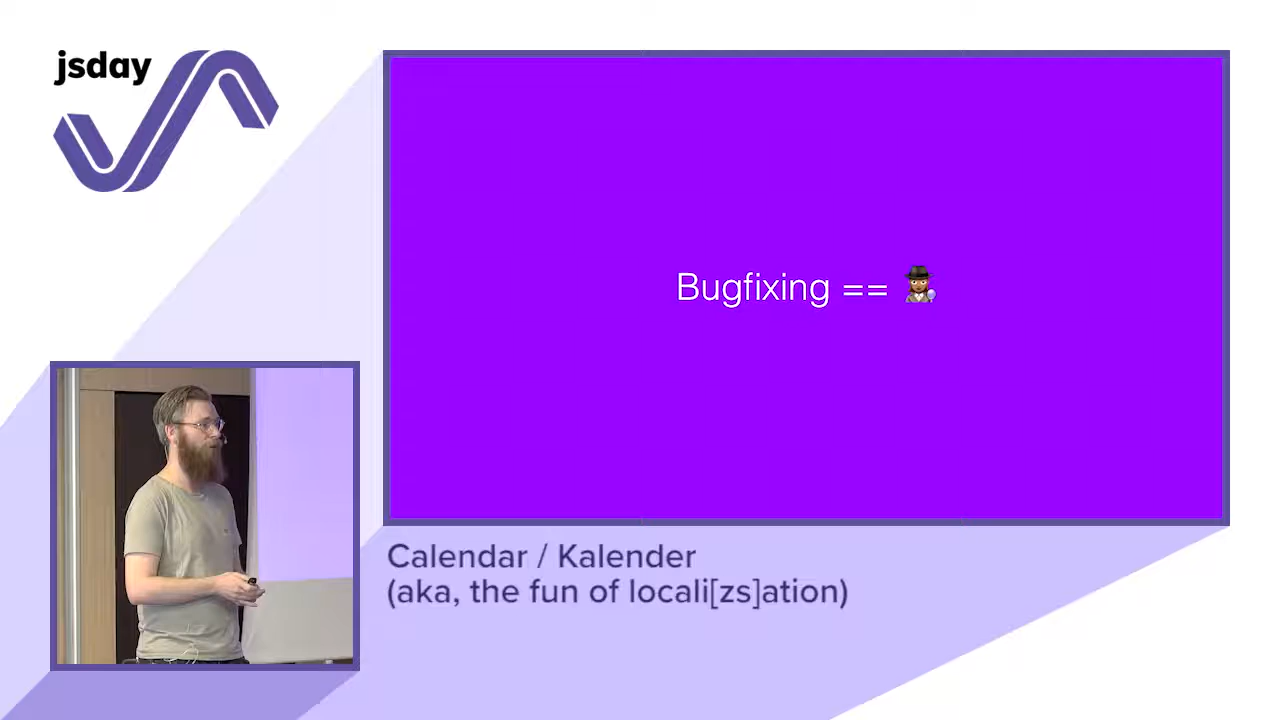 jsday
Bugfixing == 🕵🏾‍♀️
Calendar / Kalender
(aka, the fun of locali[zs]ation)